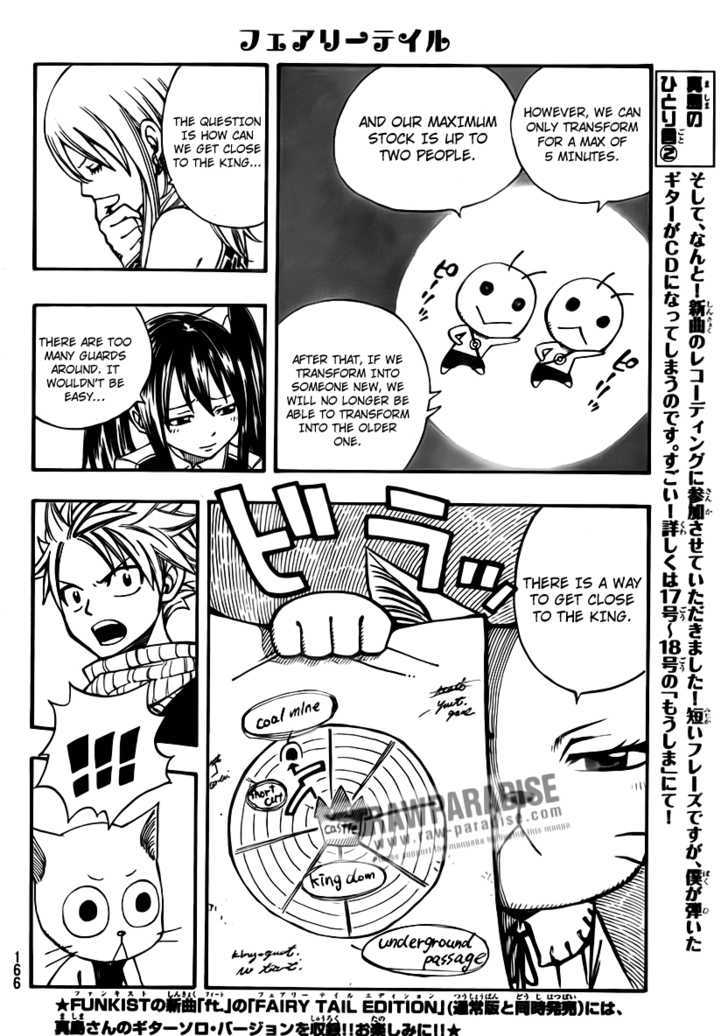 フェアリーテイル
HOWEVER, WE CAN
ONLY TRANSFORM
FOR A MAX OF
5 MINUTES.
AND OUR MAXIMUM
STOCK IS UP TO
TWO PEOPLE.
ピー!!
ピー!!
AFTER THAT, IF WE
TRANSFORM INTO
SOMEONE NEW, WE
WILL NO LONGER
BE ABLE TO TRANSFORM
INTO THE OLDER
ONE.
THE QUESTION
IS HOW CAN
WE GET CLOSE
TO THE KING...
THERE ARE TOO
MANY GUARDS
AROUND. IT
WOULDN'T BE
EASY...
THERE IS A WAY
TO GET CLOSE
TO THE KING.
ビラッ
coal mine
short
cut
castle
kingdom
underground
passage
RAWPARADISE
www.raw-paradise.com
!!!
真島の
ひとり言②
そして、なんと!新曲のレコーディングに参加させていただきました!短いフレーズですが、僕が弾いた
ギターがCDになってしまうのです。すごい!詳しくは17号~18号の「もうしま」にて!
166
★FUNKISTの新曲「ft.」の「FAIRY TAIL EDITION」(通常版と同時発売)には、
真島さんのギターソロ・バージョンを収録!!お楽しみに!!★